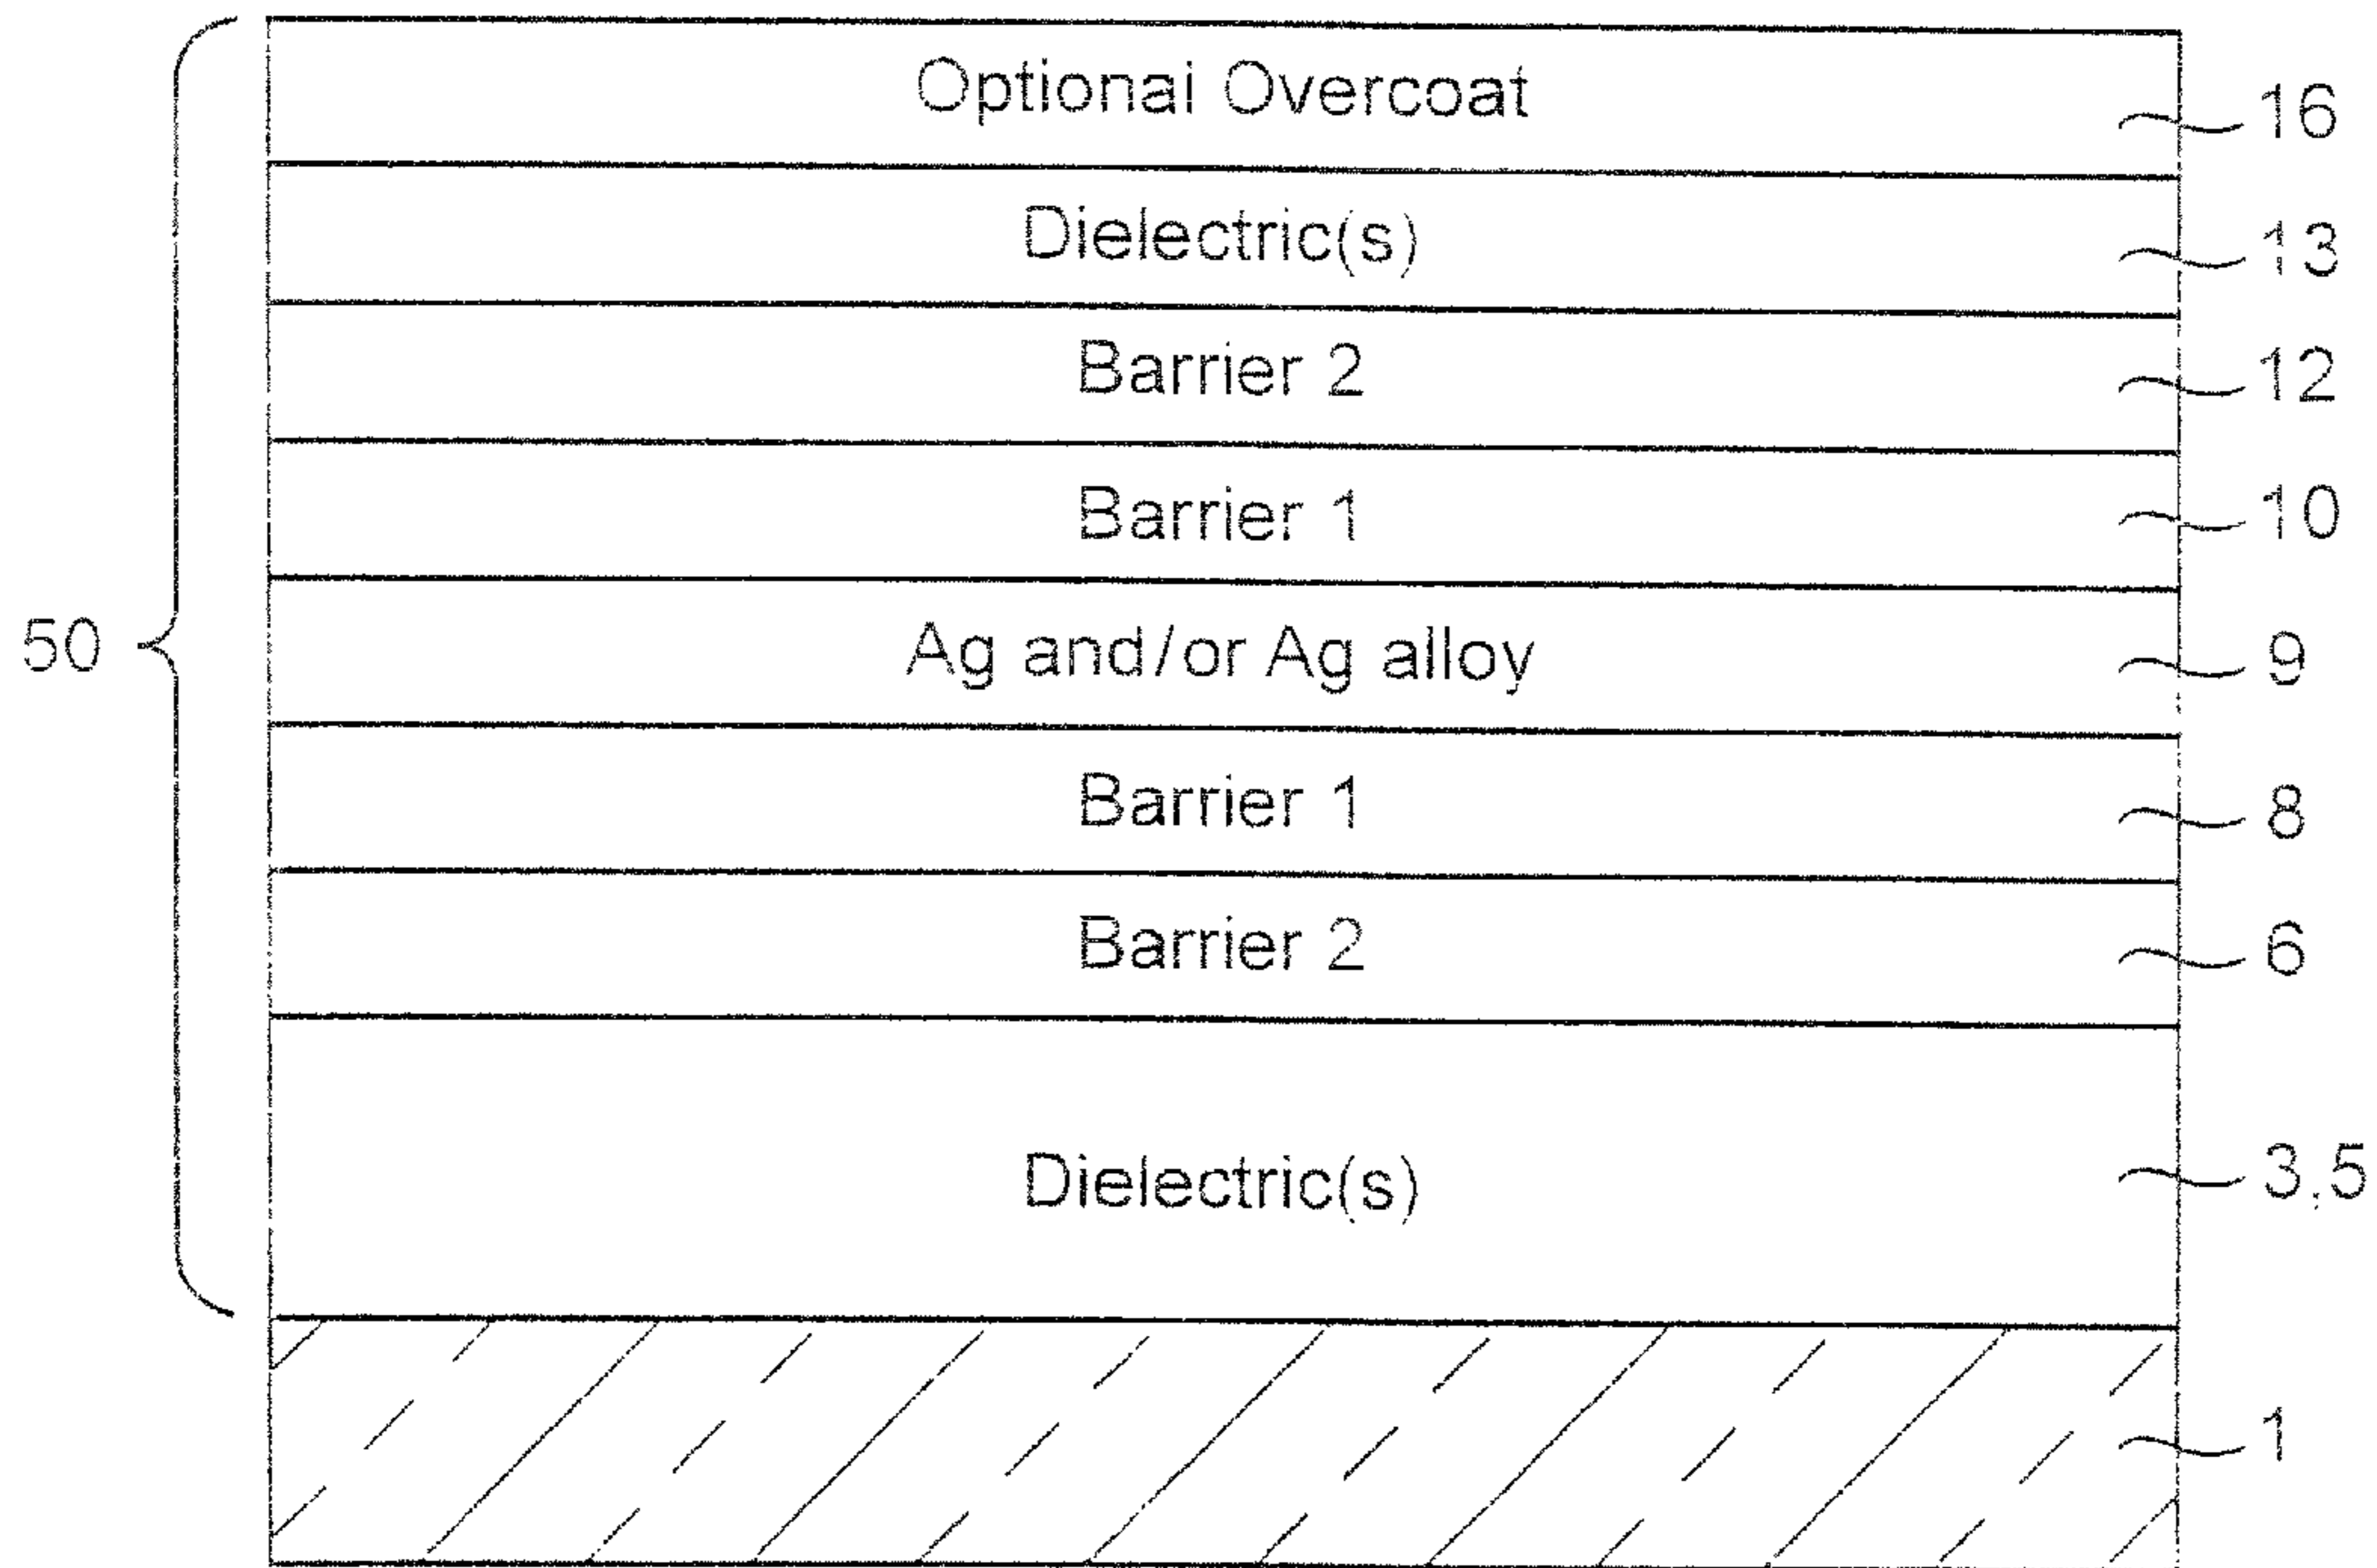 Optional Overcoat 16
Dielectric(s) 13
Barrier 2 12
Barrier 1 10
50 Ag and/or Ag alloy 9
Barrier 1 8
Barrier 2 6
Dielectric(s) 3,5
1